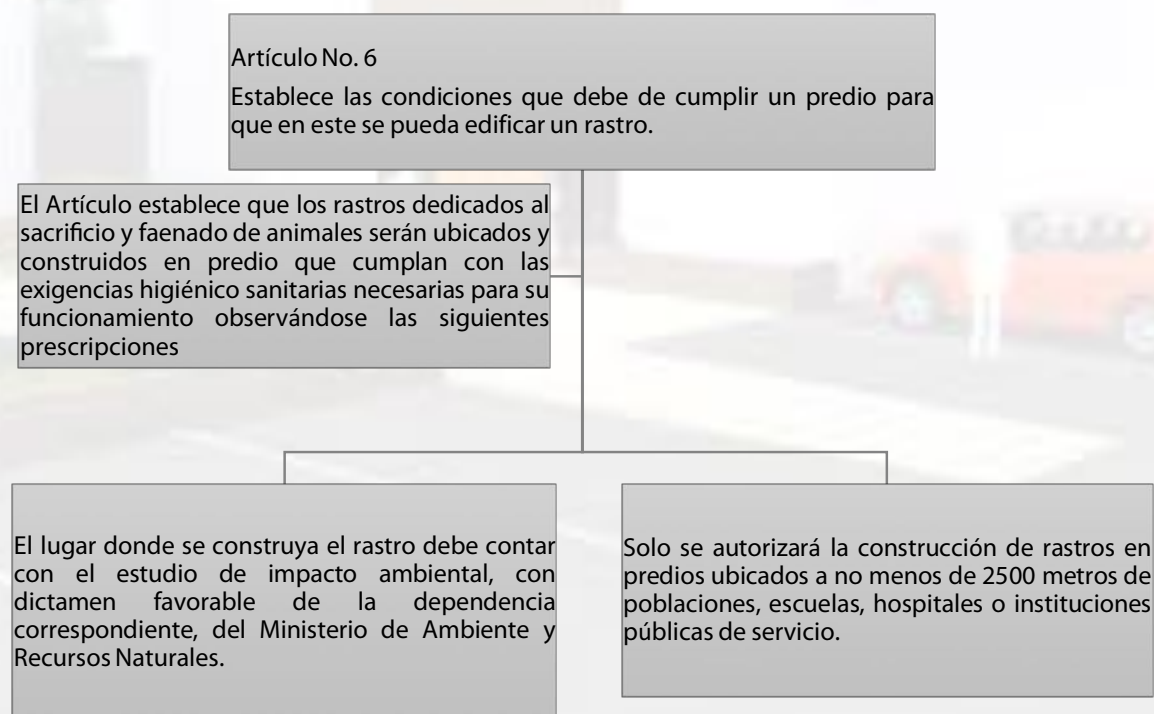 Artículo No. 6
Establece las condiciones que debe de cumplir un predio para
que en este se pueda edificar un rastro.
El Artículo establece que los rastros dedicados al
sacrificio y faenado de animales serán ubicados y
construidos en predio que cumplan con las
exigencias higiénico sanitarias necesarias para su
funcionamiento observándose las siguientes
prescripciones
El lugar donde se construya el rastro debe contar
con el estudio de impacto ambiental, con
dictamen favorable de la dependencia
correspondiente, del Ministerio de Ambiente y
Recursos Naturales.
Solo se autorizará la construcción de rastros en
predios ubicados a no menos de 2500 metros de
poblaciones, escuelas, hospitales o instituciones
públicas de servicio.